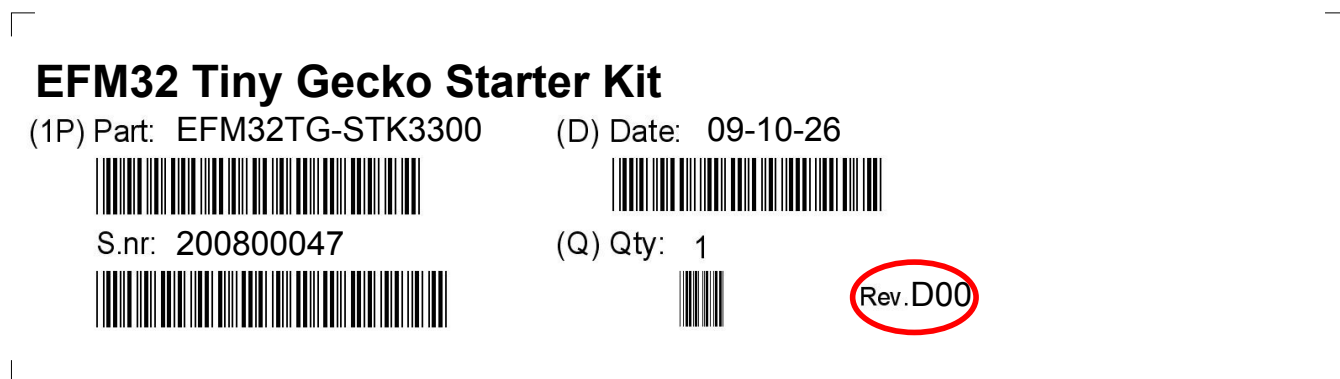 EFM32 Tiny Gecko Starter Kit
(1P) Part: EFM32TG-STK3300 (D) Date: 09-10-26
S.nr: 200800047 (Q) Qty: 1
Rev.D00